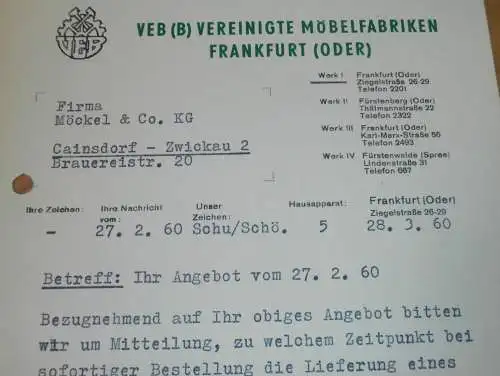 VEB
VEB (B) VEREINIGTE MÖBELFABRIKEN
FRANKFURT (ODER)
Werk I Frankfurt (Oder)
Ziegelstraße 26-29
Telefon 2201
Werk II Fürstenberg (Oder)
Thälmannstraße 22
Telefon 2322
Werk III Frankfurt (Oder)
Karl-Marx-Straße 56
Telefon 2493
Werk IV Fürstenwalde (Spree)
Lindenstraße 31
Telefon 667
Firma
Möckel & Co. KG
Cainsdorf - Zwickau 2
Brauereistr. 20
Ihre Zeichen: Ihre Nachricht vom: Unser Zeichen: Hausapparat: Frankfurt (Oder)
Ziegelstraße 26-29
- 27. 2. 60 Schu/Schö. 5 28. 3. 60
Betreff: Ihr Angebot vom 27. 2. 60
Bezugnehmend auf Ihr obiges Angebot bitten
wir um Mitteilung, zu welchem Zeitpunkt bei
sofortiger Bestellung die Lieferung eines